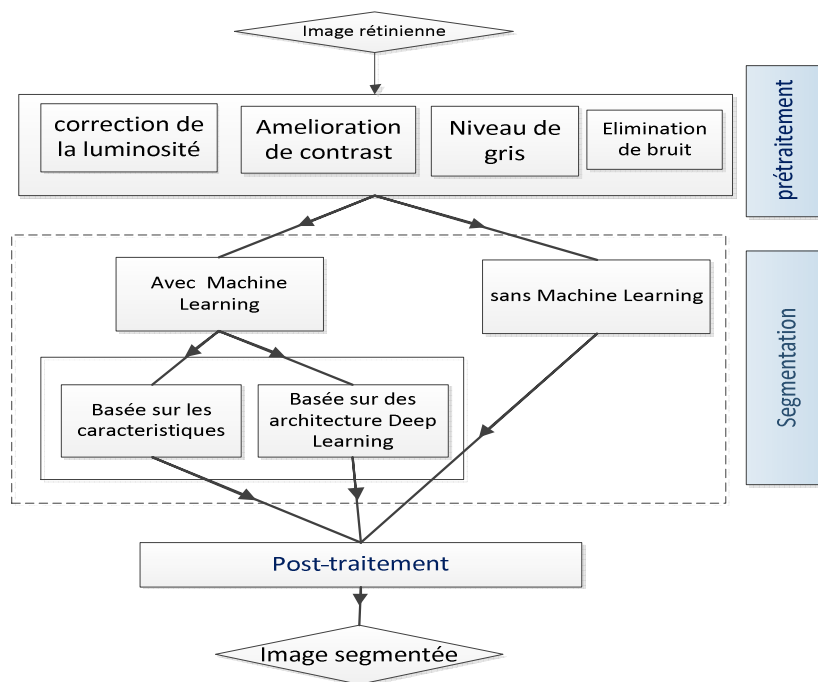 Image rétinienne
correction de
la luminosité
Amelioration
de contrast
Niveau de
gris
Elimination
de bruit
prétraitement
Avec Machine
Learning
sans Machine Learning
Basée sur les
caracteristiques
Basée sur des
architecture Deep
Learning
Segmentation
Post-traitement
Image segmentée